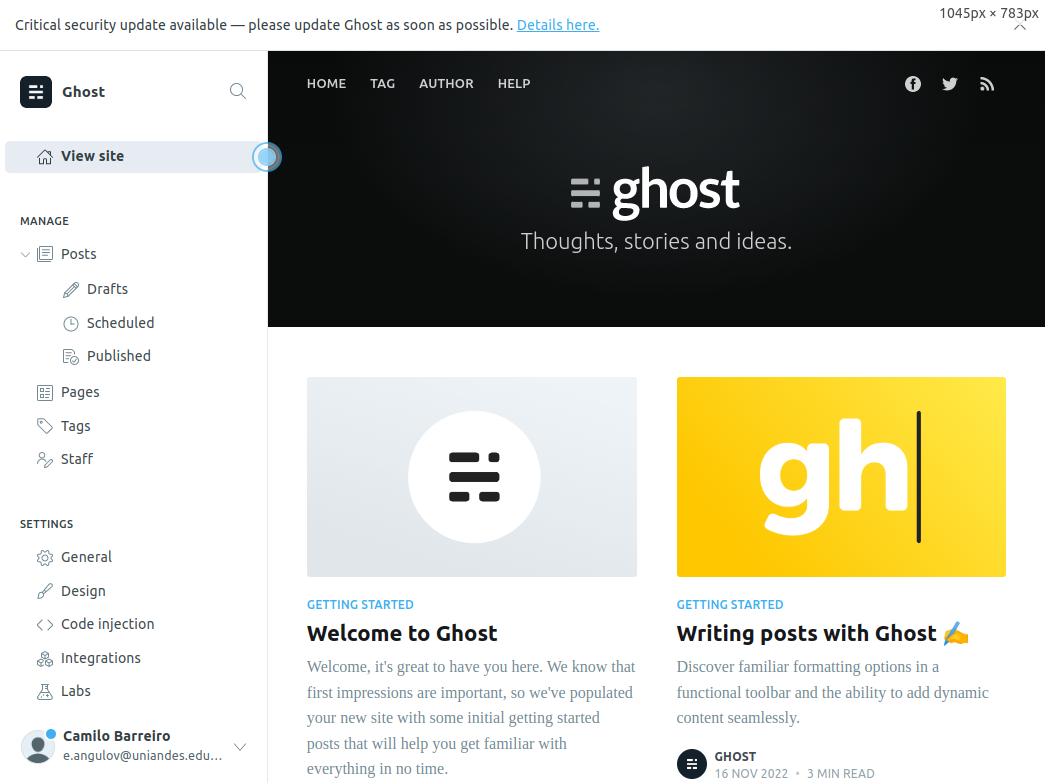 Critical security update available — please update Ghost as soon as possible. Details here.
1045px × 783px
Ghost
View site
MANAGE
Posts
Drafts
Scheduled
Published
Pages
Tags
Staff
SETTINGS
General
Design
Code injection
Integrations
Labs
Camilo Barreiro
e.angulov@uniandes.edu...
HOME TAG AUTHOR HELP
ghost
Thoughts, stories and ideas.
GETTING STARTED
Welcome to Ghost
Welcome, it's great to have you here. We know that
first impressions are important, so we've populated
your new site with some initial getting started
posts that will help you get familiar with
everything in no time.
gh
GETTING STARTED
Writing posts with Ghost ✍️
Discover familiar formatting options in a
functional toolbar and the ability to add dynamic
content seamlessly.
GHOST
16 NOV 2022 • 3 MIN READ